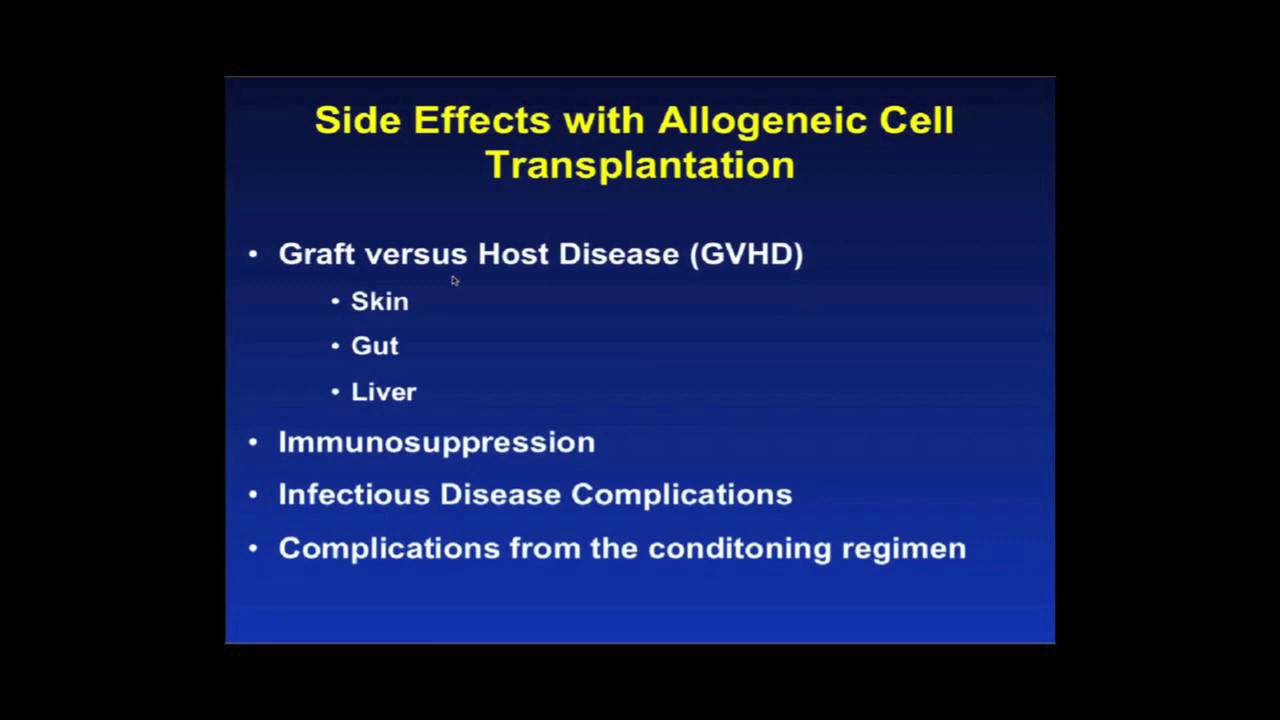 Side Effects with Allogeneic Cell
Transplantation
• Graft versus Host Disease (GVHD)
• Skin
• Gut
• Liver
• Immunosuppression
• Infectious Disease Complications
• Complications from the conditoning regimen